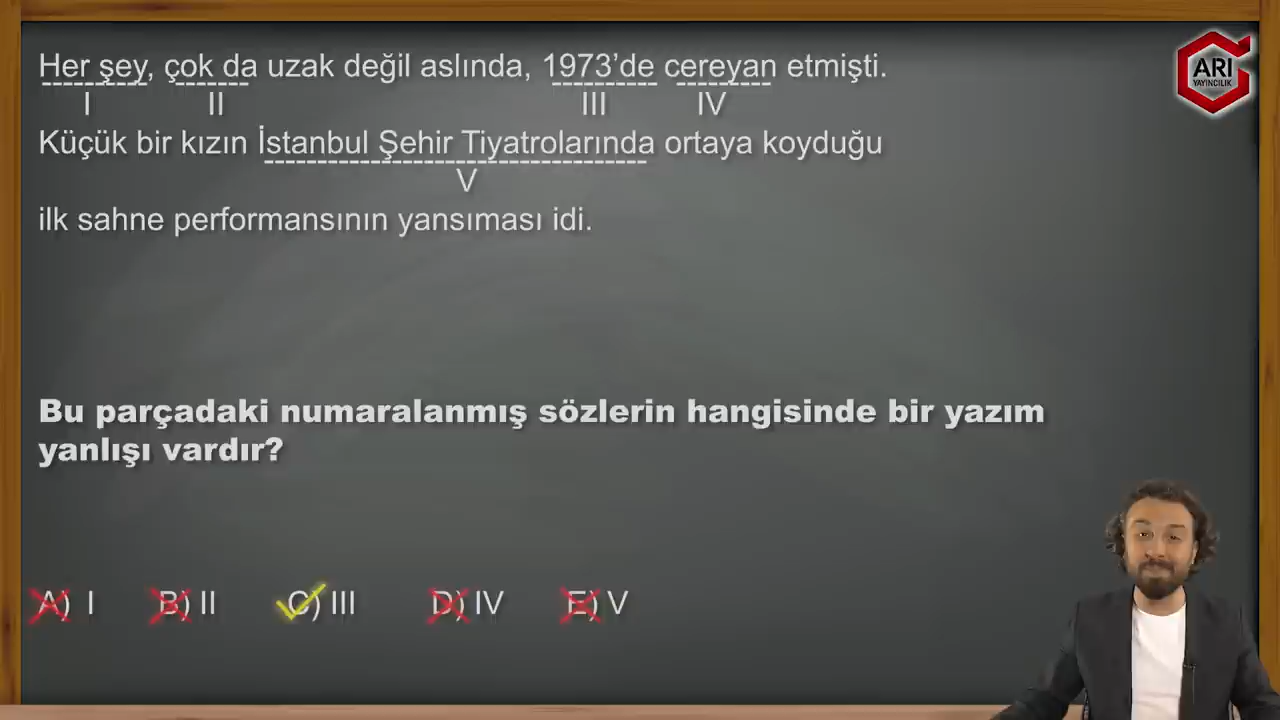 Her şey, çok da uzak değil aslında, 1973’de cereyan etmişti.
I II III IV
Küçük bir kızın İstanbul Şehir Tiyatrolarında ortaya koyduğu
V
ilk sahne performansının yansıması idi.
Bu parçadaki numaralanmış sözlerin hangisinde bir yazım
yanlışı vardır?
A) I B) II C) III D) IV E) V
ARI
YAYINCILIK